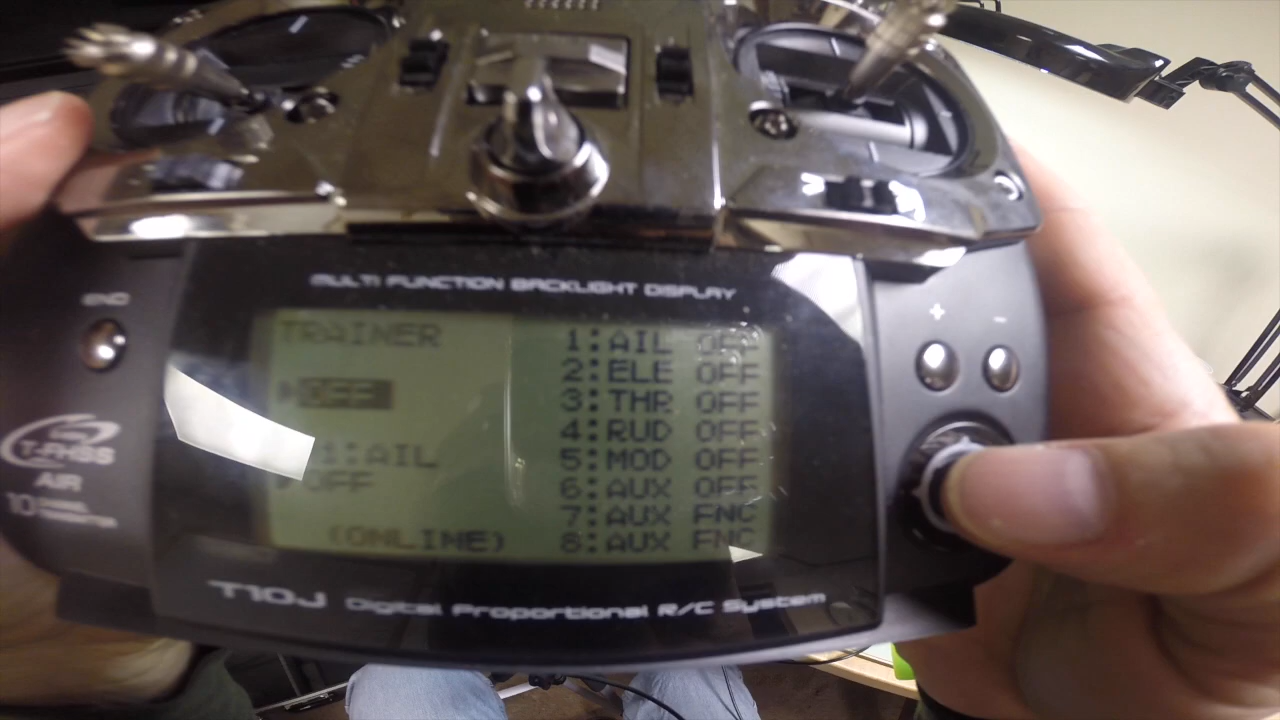 MULTI FUNCTION BACKLIGHT DISPLAY
END
+ -
TRAINER
OFF
1:AIL
OFF
(ONLINE)
1:AIL OFF
2:ELE OFF
3:THR OFF
4:RUD OFF
5:MOD OFF
6:AUX OFF
7:AUX FNC
8:AUX FNC
T-FHSS
AIR
10
T10J Digital Proportional R/C System